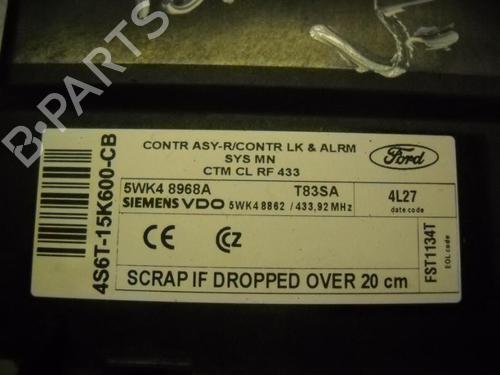 CONTR ASY-R/CONTR LK & ALRM
SYS MN
CTM CL RF 433
Ford
4S6T-15K600-CB
5WK4 8968A T83SA
SIEMENS VDO 5WK4 8862 / 433,92 MHz
4L27
date code
CE CZ
FST1134T
EOL code
SCRAP IF DROPPED OVER 20 cm
B-PARTS